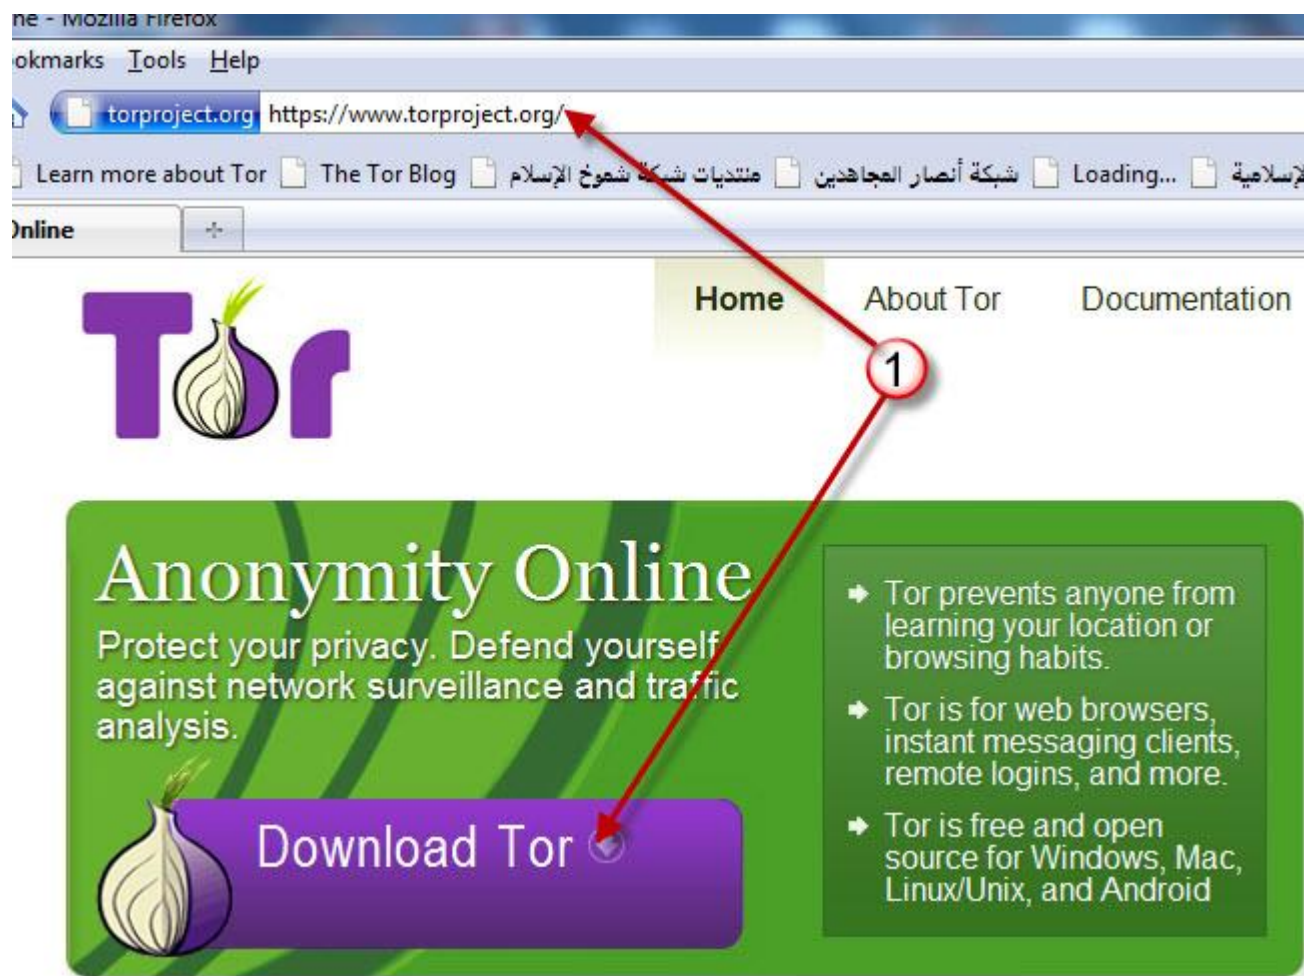 ne - Mozilla Firefox
ookmarks Tools Help
torproject.org https://www.torproject.org/
Learn more about Tor The Tor Blog منتديات شبكة شموخ الإسلام شبكة أنصار المجاهدين Loading... الإسلامية
Online
Tor
Home About Tor Documentation
1
Anonymity Online
Protect your privacy. Defend yourself
against network surveillance and traffic
analysis.
Download Tor
Tor prevents anyone from
learning your location or
browsing habits.
Tor is for web browsers,
instant messaging clients,
remote logins, and more.
Tor is free and open
source for Windows, Mac,
Linux/Unix, and Android